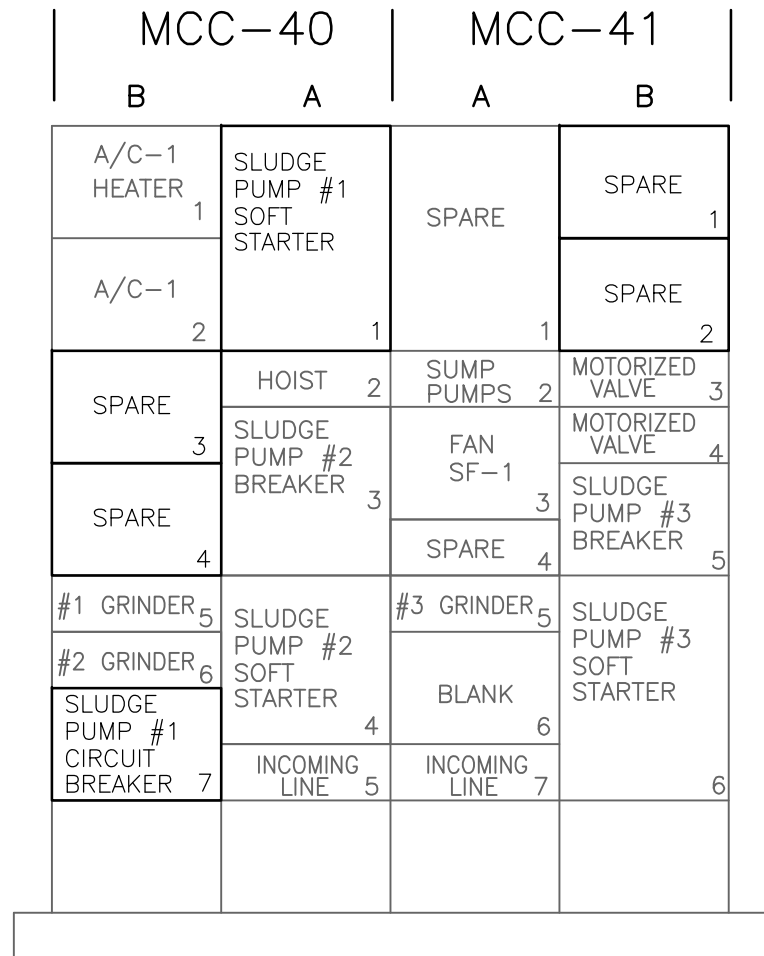 MCC-40
MCC-41
B
A
A
B
A/C-1
HEATER
1
A/C-1
2
SPARE
3
SPARE
4
#1 GRINDER 5
#2 GRINDER 6
SLUDGE
PUMP #1
CIRCUIT
BREAKER 7
SLUDGE
PUMP #1
SOFT
STARTER
1
HOIST 2
SLUDGE
PUMP #2
BREAKER 3
SLUDGE
PUMP #2
SOFT
STARTER
4
INCOMING
LINE 5
SPARE
1
SUMP
PUMPS 2
FAN
SF-1
3
SPARE 4
#3 GRINDER 5
BLANK
6
INCOMING
LINE 7
SPARE
1
SPARE
2
MOTORIZED
VALVE 3
MOTORIZED
VALVE 4
SLUDGE
PUMP #3
BREAKER
5
SLUDGE
PUMP #3
SOFT
STARTER
6